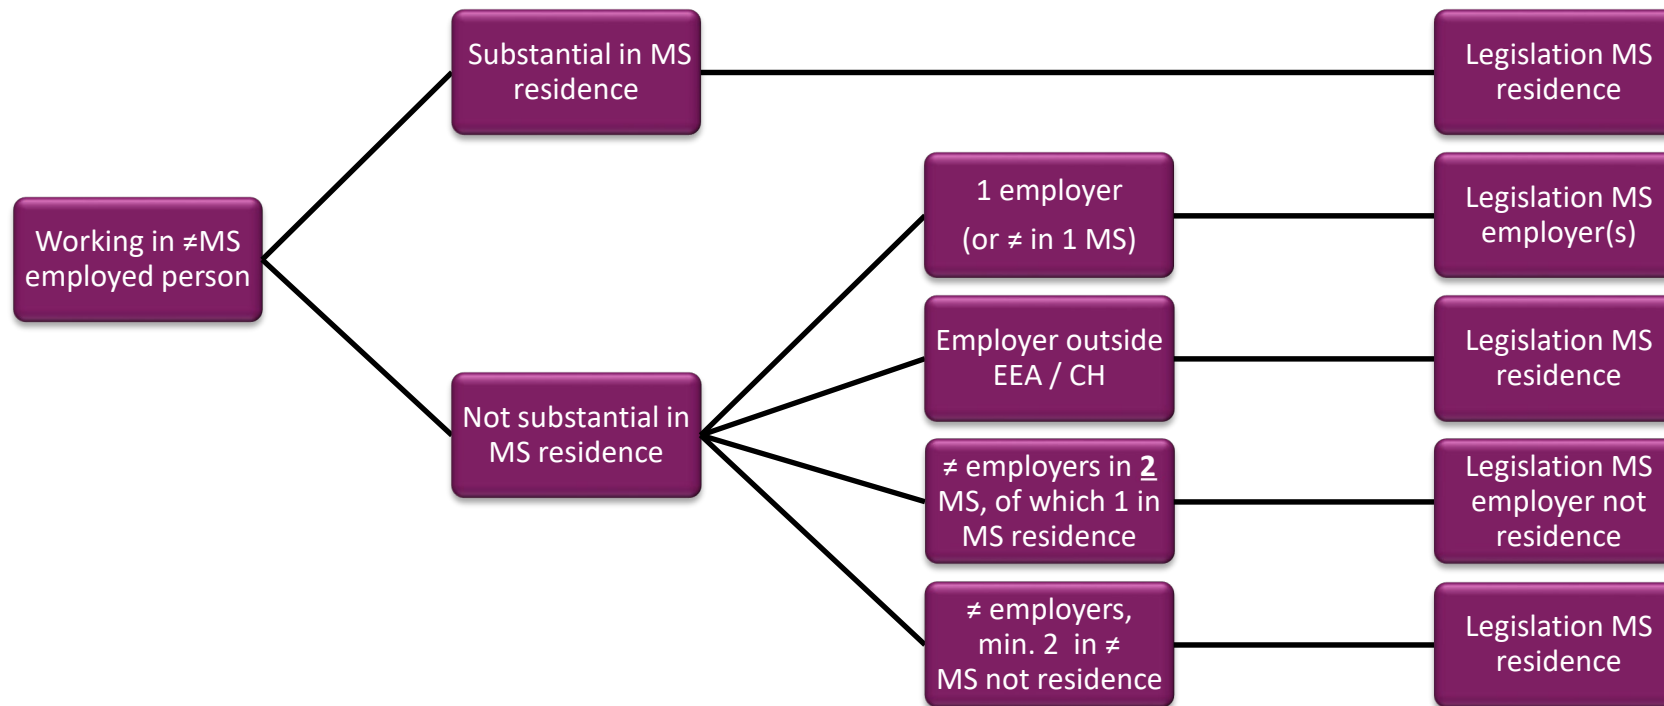 Substantial in MS
residence
Legislation MS
residence
1 employer
(or ≠ in 1 MS)
Legislation MS
employer(s)
Working in ≠MS
employed person
Employer outside
EEA / CH
Legislation MS
residence
Not substantial in
MS residence
≠ employers in 2
MS, of which 1 in
MS residence
Legislation MS
employer not
residence
≠ employers,
min. 2 in ≠
MS not residence
Legislation MS
residence